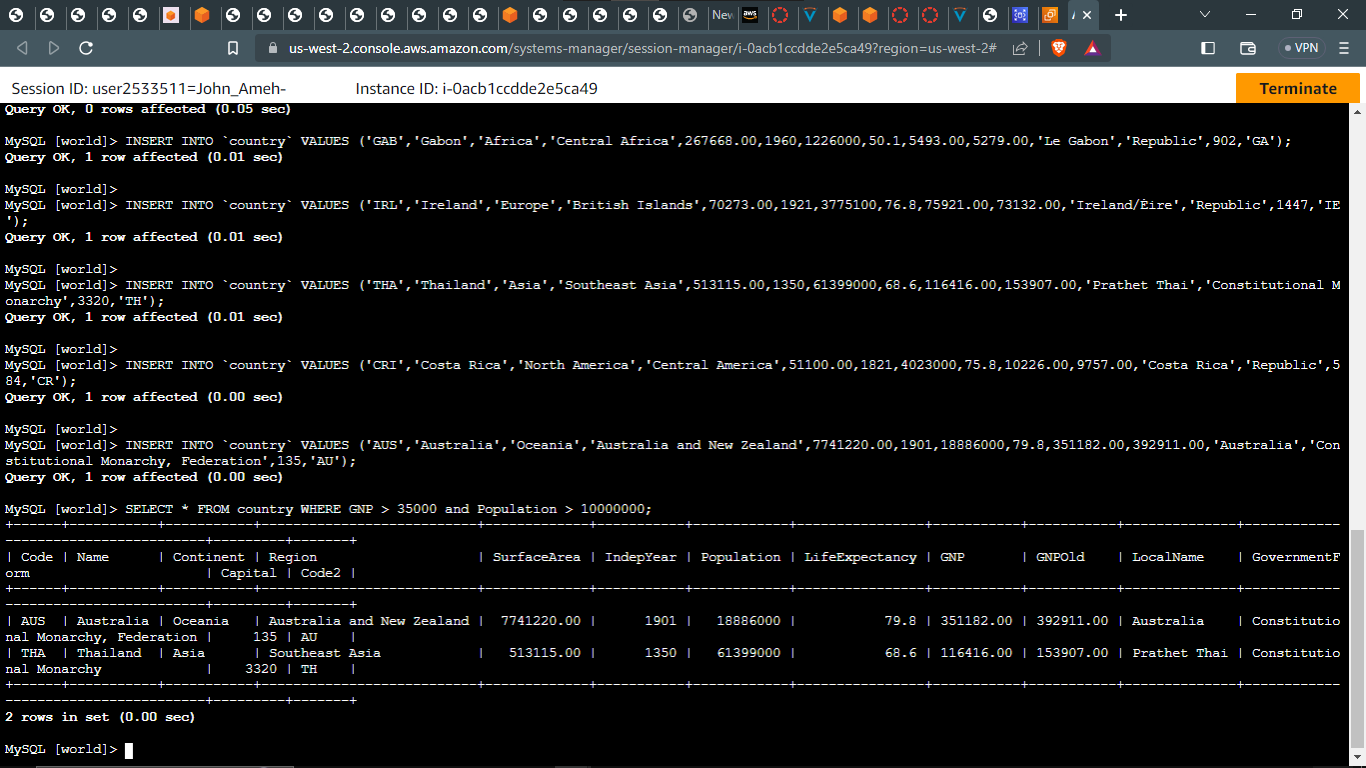 New
aws
A
us-west-2.console.aws.amazon.com/systems-manager/session-manager/i-0acb1ccdde2e5ca49?region=us-west-2#
VPN
Session ID: user2533511=John_Ameh-
Instance ID: i-0acb1ccdde2e5ca49
Terminate
Query OK, 0 rows affected (0.05 sec)
MySQL [world]> INSERT INTO `country` VALUES ('GAB','Gabon','Africa','Central Africa',267668.00,1960,1226000,50.1,5493.00,5279.00,'Le Gabon','Republic',902,'GA');
Query OK, 1 row affected (0.01 sec)
MySQL [world]>
MySQL [world]> INSERT INTO `country` VALUES ('IRL','Ireland','Europe','British Islands',70273.00,1921,3775100,76.8,75921.00,73132.00,'Ireland/Éire','Republic',1447,'IE
');
Query OK, 1 row affected (0.01 sec)
MySQL [world]>
MySQL [world]> INSERT INTO `country` VALUES ('THA','Thailand','Asia','Southeast Asia',513115.00,1350,61399000,68.6,116416.00,153907.00,'Prathet Thai','Constitutional M
onarchy',3320,'TH');
Query OK, 1 row affected (0.01 sec)
MySQL [world]>
MySQL [world]> INSERT INTO `country` VALUES ('CRI','Costa Rica','North America','Central America',51100.00,1821,4023000,75.8,10226.00,9757.00,'Costa Rica','Republic',5
84,'CR');
Query OK, 1 row affected (0.00 sec)
MySQL [world]>
MySQL [world]> INSERT INTO `country` VALUES ('AUS','Australia','Oceania','Australia and New Zealand',7741220.00,1901,18886000,79.8,351182.00,392911.00,'Australia','Con
stitutional Monarchy, Federation',135,'AU');
Query OK, 1 row affected (0.00 sec)
MySQL [world]> SELECT * FROM country WHERE GNP > 35000 and Population > 10000000;
| Code | Name | Continent | Region | SurfaceArea | IndepYear | Population | LifeExpectancy | GNP | GNPOld | LocalName | GovernmentF
orm | Capital | Code2 |
| AUS | Australia | Oceania | Australia and New Zealand | 7741220.00 | 1901 | 18886000 | 79.8 | 351182.00 | 392911.00 | Australia | Constitutio
nal Monarchy, Federation | 135 | AU |
| THA | Thailand | Asia | Southeast Asia | 513115.00 | 1350 | 61399000 | 68.6 | 116416.00 | 153907.00 | Prathet Thai | Constitutio
nal Monarchy | 3320 | TH |
2 rows in set (0.00 sec)
MySQL [world]>